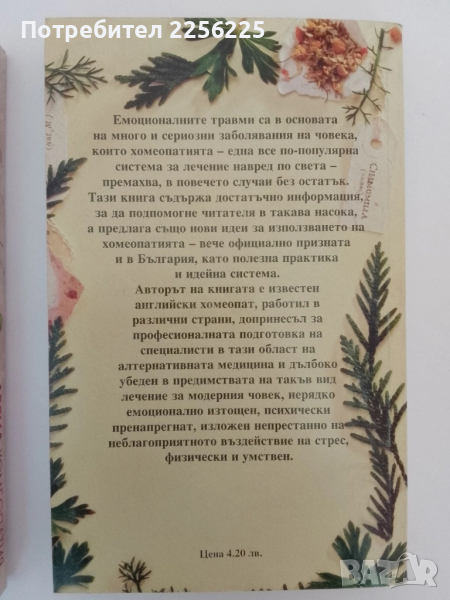 Потребител 22657500
Емоционалните травми са в основата
на много и сериозни заболявания на човека,
които хомеопатията – една все по-популярна
система за лечение навред по света –
премахва, в повечето случаи без остатък.
Тази книга съдържа достатъчно информация,
за да подпомогне читателя в такава насока,
а предлага също нови идеи за използването на
хомеопатията – вече официално призната
и в България, като полезна практика
и идейна система.
Авторът на книгата е известен
английски хомеопат, работил в
различни страни, допринесъл за
професионалната подготовка на
специалисти в тази област на
алтернативната медицина и дълбоко
убеден в предимствата на такъв вид
лечение за модерния човек, нерядко
емоционално изтощен, психически
пренапрегнат, изложен непрестанно на
неблагоприятното въздействие на стрес,
физически и умствен.
Цена 4.20 лв.
BAZAR